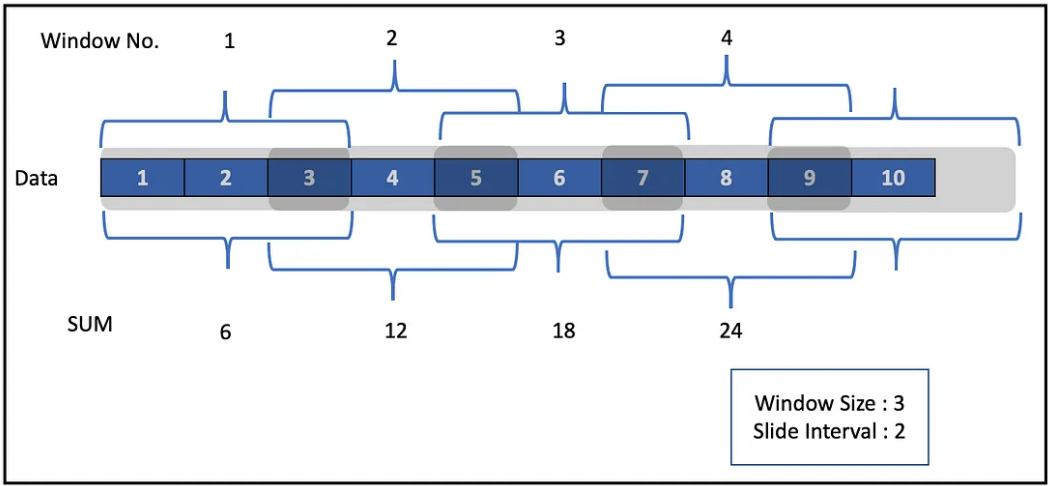 Window No. 1 2 3 4
Data 1 2 3 4 5 6 7 8 9 10
SUM 6 12 18 24
Window Size : 3
Slide Interval : 2